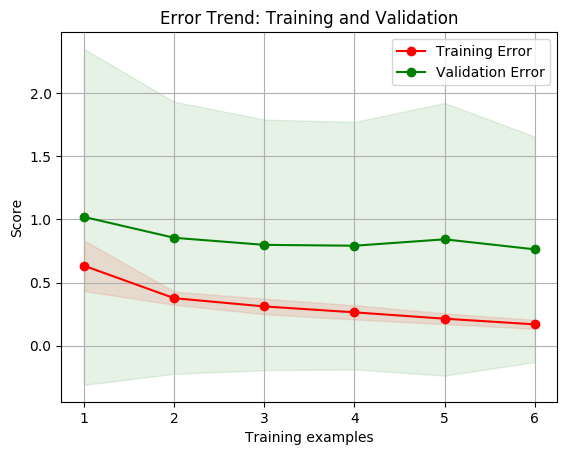 Error Trend: Training and Validation
Training Error
Validation Error
Score
2.0
1.5
1.0
0.5
0.0
1 2 3 4 5 6
Training examples